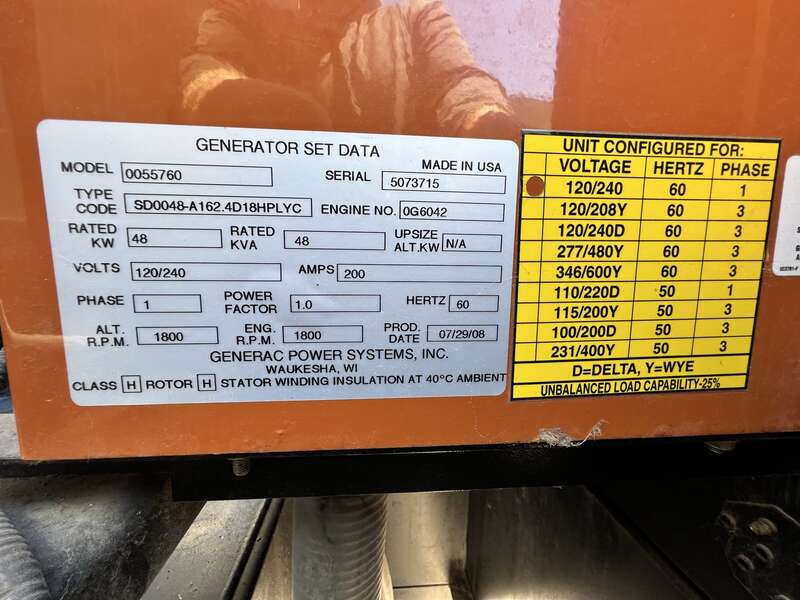 GENERATOR SET DATA
MADE IN USA
MODEL 0055760 SERIAL 5073715
TYPE CODE SD0048-A162.4D18HPLYC ENGINE NO. 0G6042
RATED KW 48 RATED KVA 48 UPSIZE ALT.KW N/A
VOLTS 120/240 AMPS 200
PHASE 1 POWER FACTOR 1.0 HERTZ 60
ALT. R.P.M. 1800 ENG. R.P.M. 1800 PROD. DATE 07/29/08
GENERAC POWER SYSTEMS, INC.
WAUKESHA, WI
CLASS H ROTOR H STATOR WINDING INSULATION AT 40°C AMBIENT
UNIT CONFIGURED FOR:
VOLTAGE HERTZ PHASE
120/240 60 1
120/208Y 60 3
120/240D 60 3
277/480Y 60 3
346/600Y 60 3
110/220D 50 1
115/200Y 50 3
100/200D 50 3
231/400Y 50 3
D=DELTA, Y=WYE
UNBALANCED LOAD CAPABILITY-25%